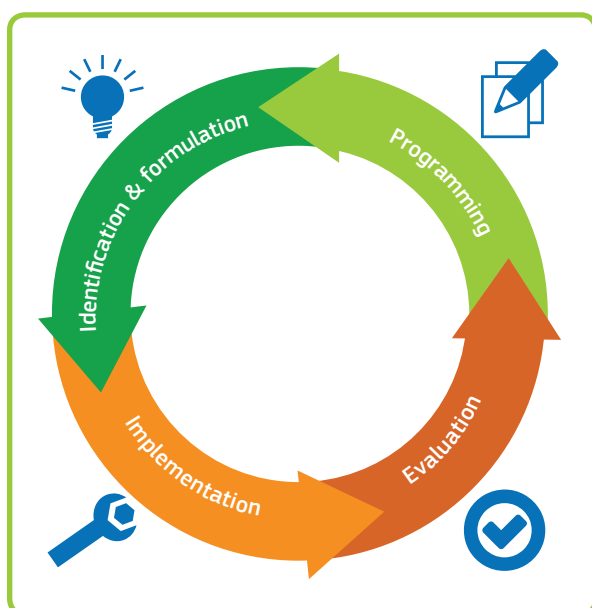 Identification & formulation
Programming
Implementation
Evaluation